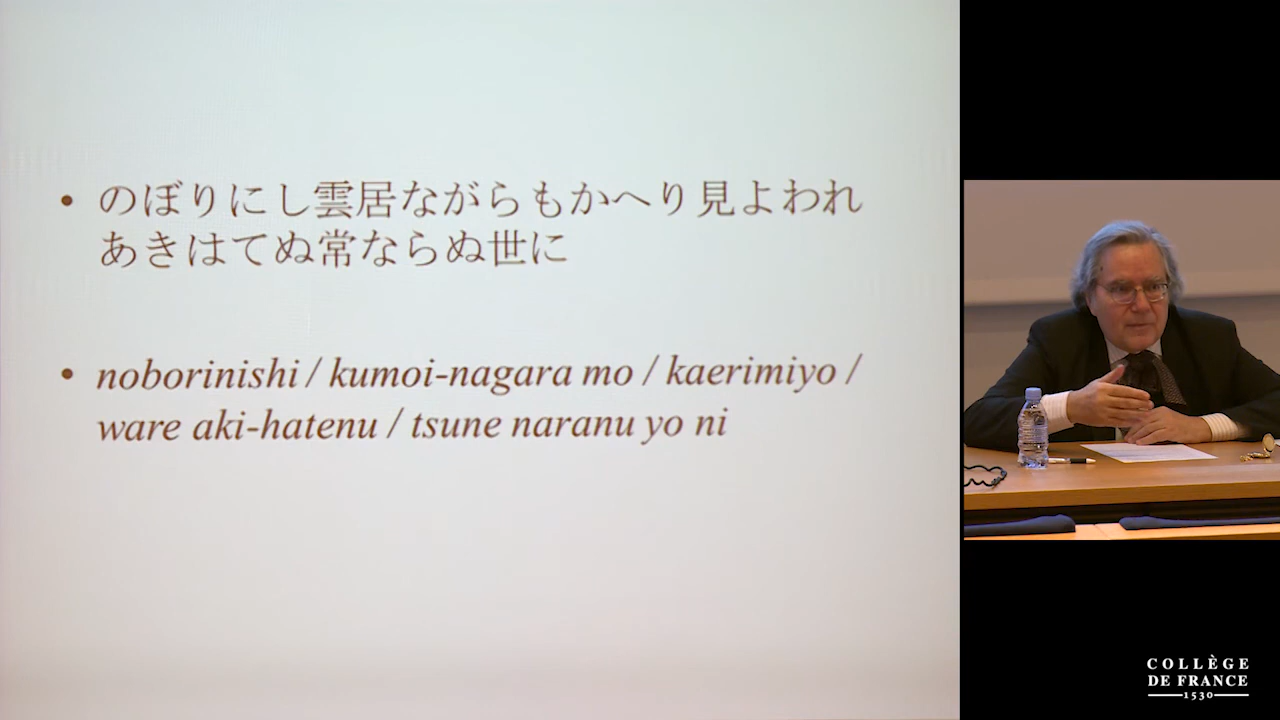 • のぼりにし雲居ながらもかへり見よわれ
あきはてぬ常ならぬ世に
• noborinishi / kumoi-nagara mo / kaerimiyo /
ware aki-hatenu / tsune naranu yo ni
COLLÈGE
DE FRANCE
1530